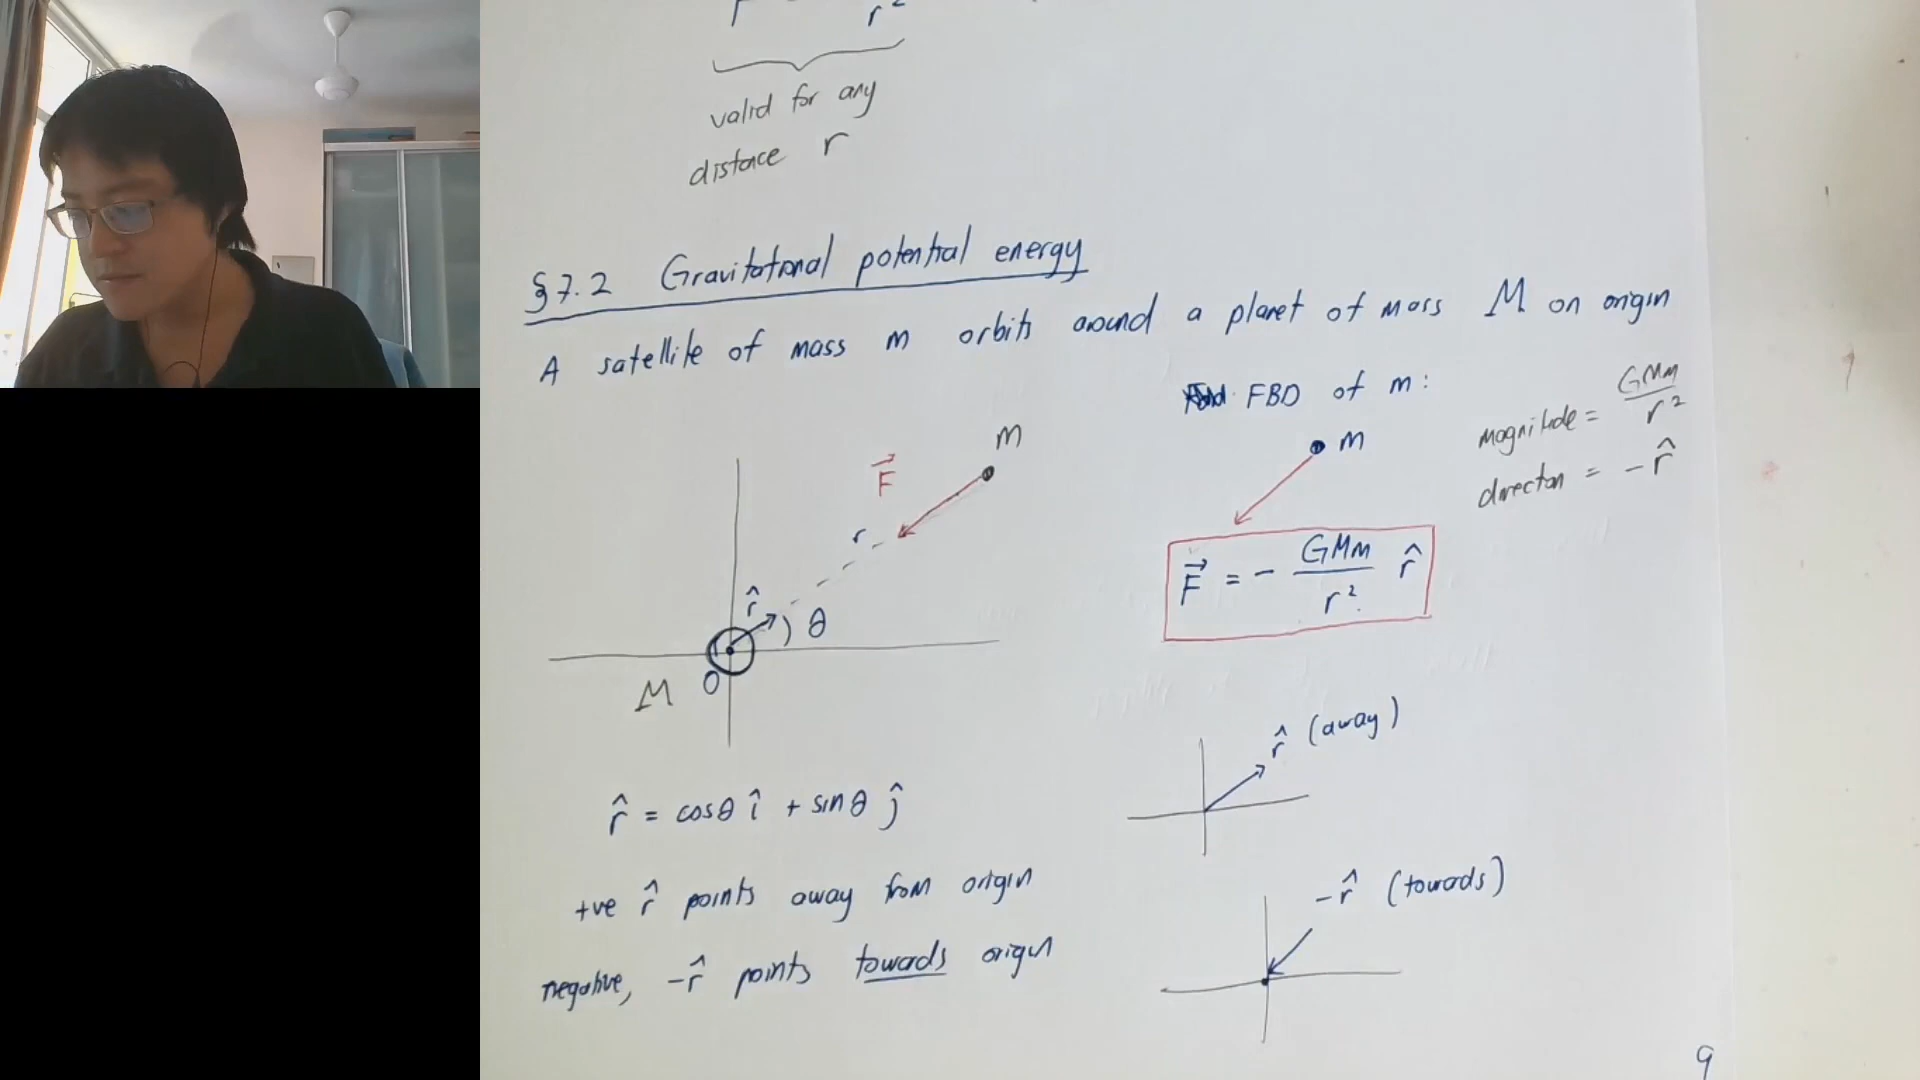 r²
valid for any
distance r
§7.2 Gravitational potential energy
A satellite of mass m orbits around a planet of mass M on origin
FBD of m:
magnitude = GMm / r²
direction = -r̂
m
F⃗
r
r̂
θ
M
O
m
F⃗ = - GMm / r² r̂
r̂ = cosθ î + sinθ ĵ
+ve r̂ points away from origin
negative, -r̂ points towards origin
r̂ (away)
-r̂ (towards)
9